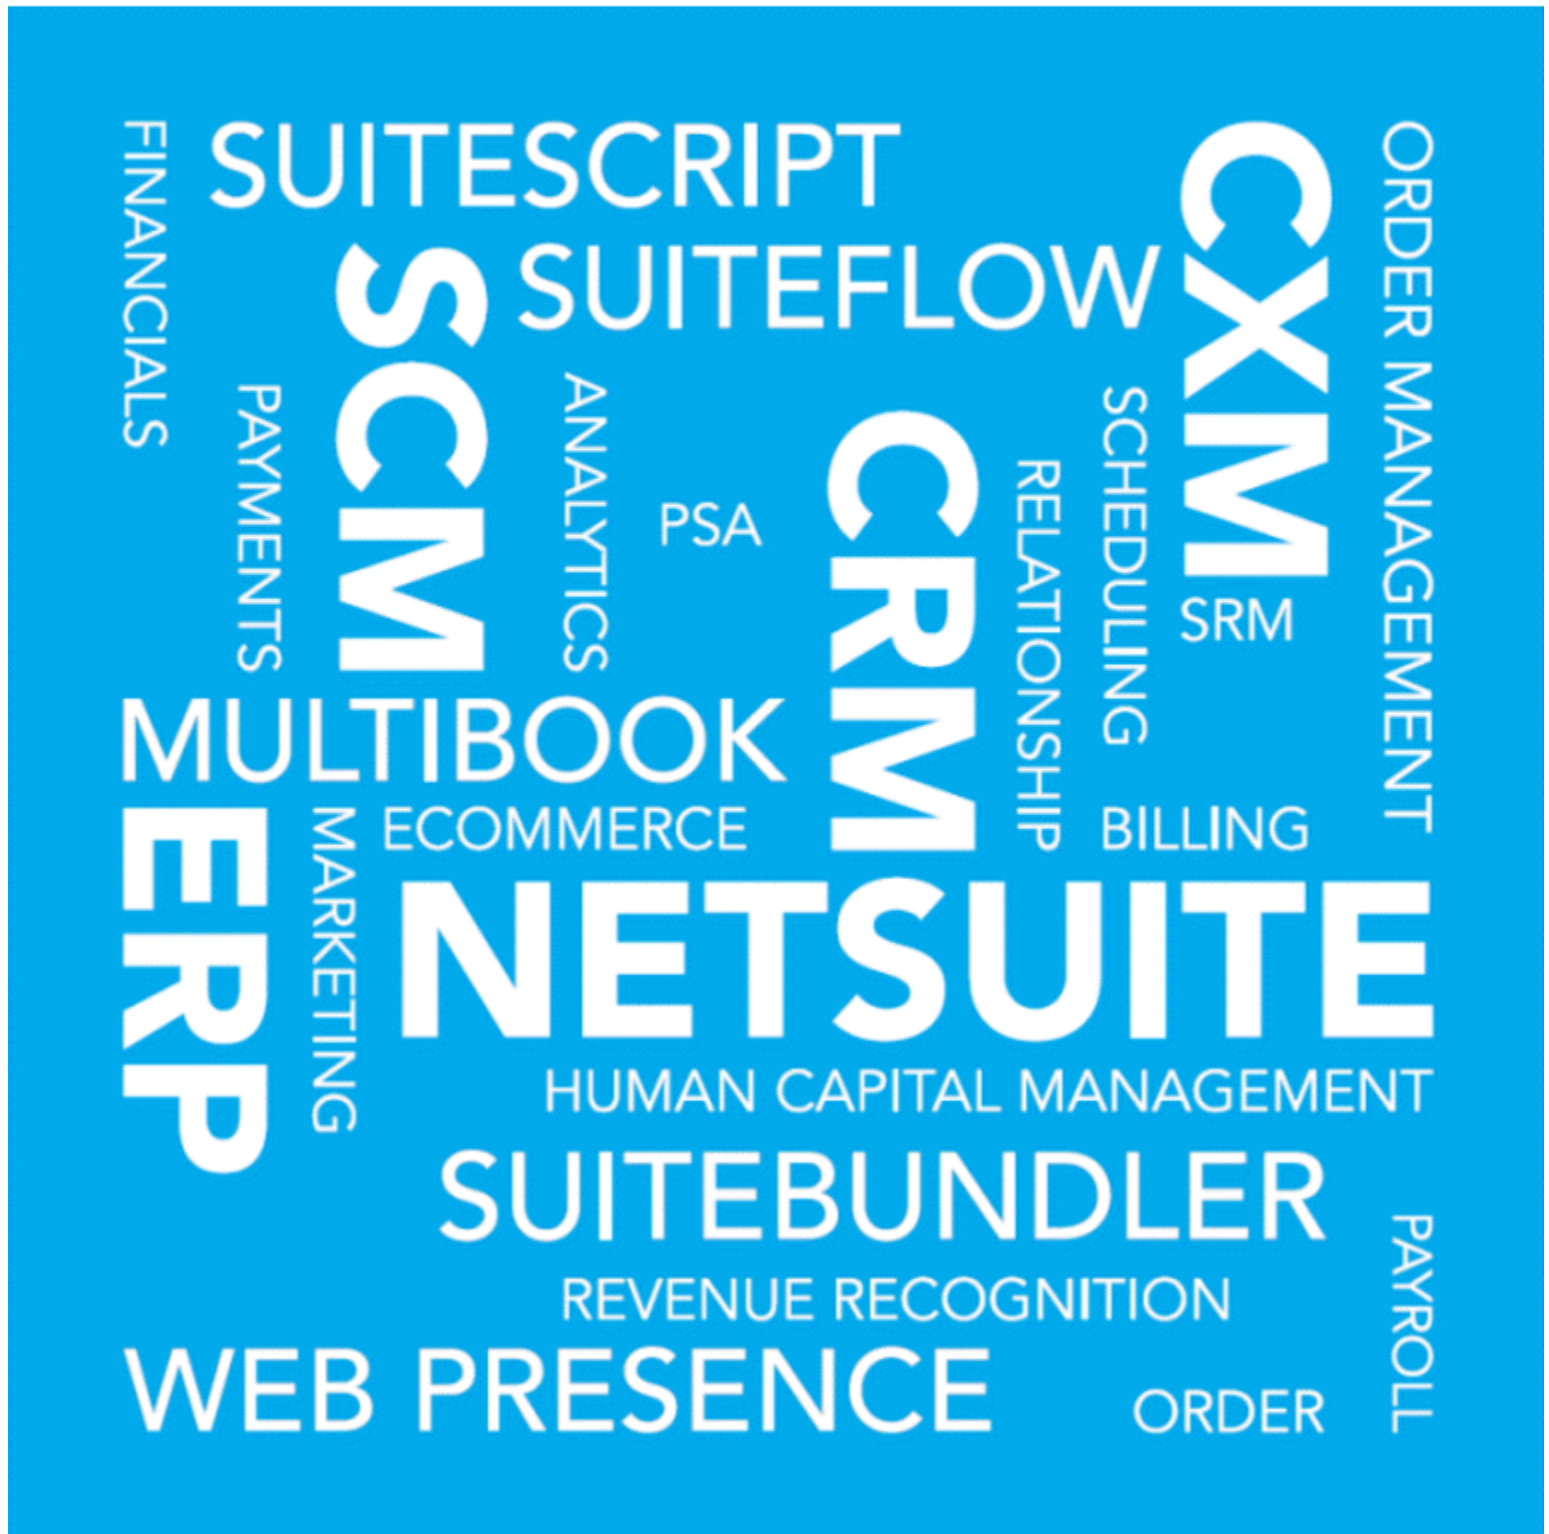 FINANCIALS
SUITESCRIPT
CXM
ORDER MANAGEMENT
SCM
SUITEFLOW
PAYMENTS
ANALYTICS
PSA
CRM
RELATIONSHIP
SCHEDULING
SRM
MULTIBOOK
ERP
MARKETING
ECOMMERCE
BILLING
NETSUITE
HUMAN CAPITAL MANAGEMENT
SUITEBUNDLER
PAYROLL
REVENUE RECOGNITION
WEB PRESENCE
ORDER